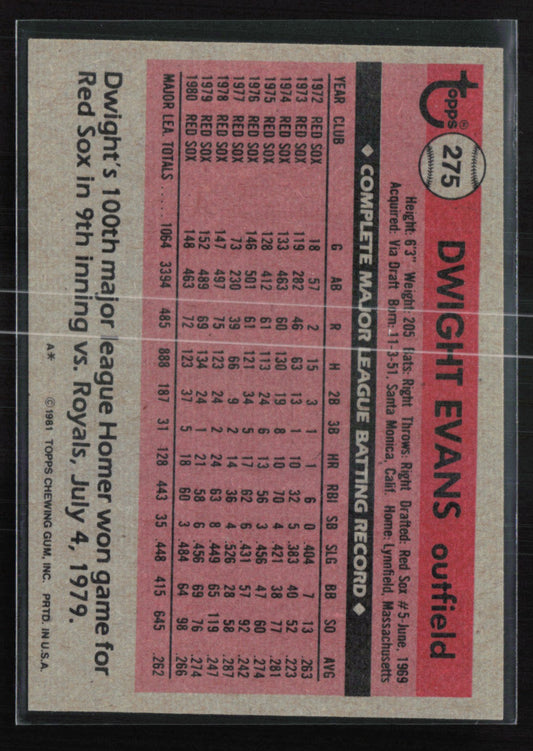 topps®
275
DWIGHT EVANS outfield
Height: 6'3" Weight: 205 Bats: Right Throws: Right Drafted: Red Sox #5-June, 1969
Acquired: Via Draft Born: 11-3-51, Santa Monica, Calif. Home: Lynnfield, Massachusetts
◆ COMPLETE MAJOR LEAGUE BATTING RECORD ◆
YEAR CLUB G AB R H 2B 3B HR RBI SB SLG BB SO AVG
1972 RED SOX 18 57 2 15 3 1 1 6 0 .404 7 13 .263
1973 RED SOX 119 282 46 63 13 1 10 32 5 .383 40 52 .223
1974 RED SOX 133 463 60 130 19 8 10 70 4 .421 38 77 .281
1975 RED SOX 128 412 61 113 24 6 13 56 3 .456 47 60 .274
1976 RED SOX 146 501 61 121 34 5 17 62 6 .431 57 92 .242
1977 RED SOX 73 230 39 66 9 2 14 36 4 .526 28 58 .287
1978 RED SOX 147 497 75 123 24 2 24 63 8 .449 65 119 .247
1979 RED SOX 152 489 69 134 24 1 21 58 6 .456 69 76 .274
1980 RED SOX 148 463 72 123 37 5 18 60 3 .484 64 98 .266
MAJOR LEA. TOTALS ..... 1064 3394 485 888 187 31 128 443 35 .448 415 645 .262
Dwight's 100th major league Homer won game for
Red Sox in 9th inning vs. Royals, July 4, 1979.
A* ©1981 TOPPS CHEWING GUM, INC. PRTD. IN U.S.A.